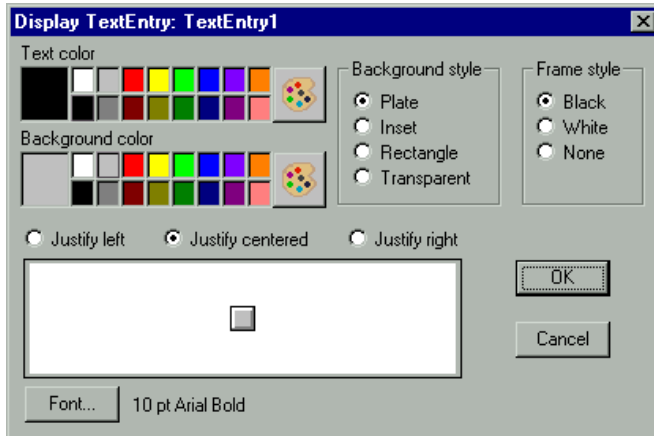 Display TextEntry: TextEntry1
Text color
Background color
Background style
Plate
Inset
Rectangle
Transparent
Frame style
Black
White
None
Justify left Justify centered Justify right
OK
Cancel
Font... 10 pt Arial Bold